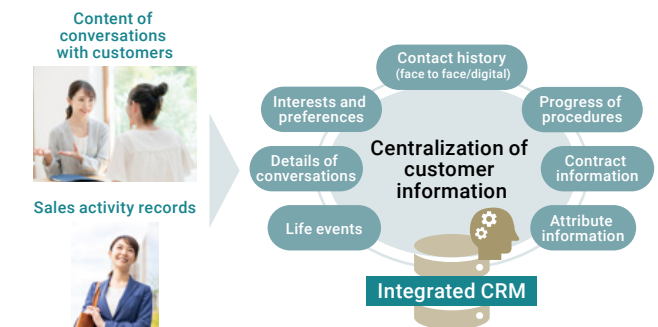 Content of
conversations
with customers
Sales activity records
Contact history
(face to face/digital)
Interests and
preferences
Progress of
procedures
Details of
conversations
Centralization of
customer
information
Contract
information
Life events
Attribute
information
Integrated CRM